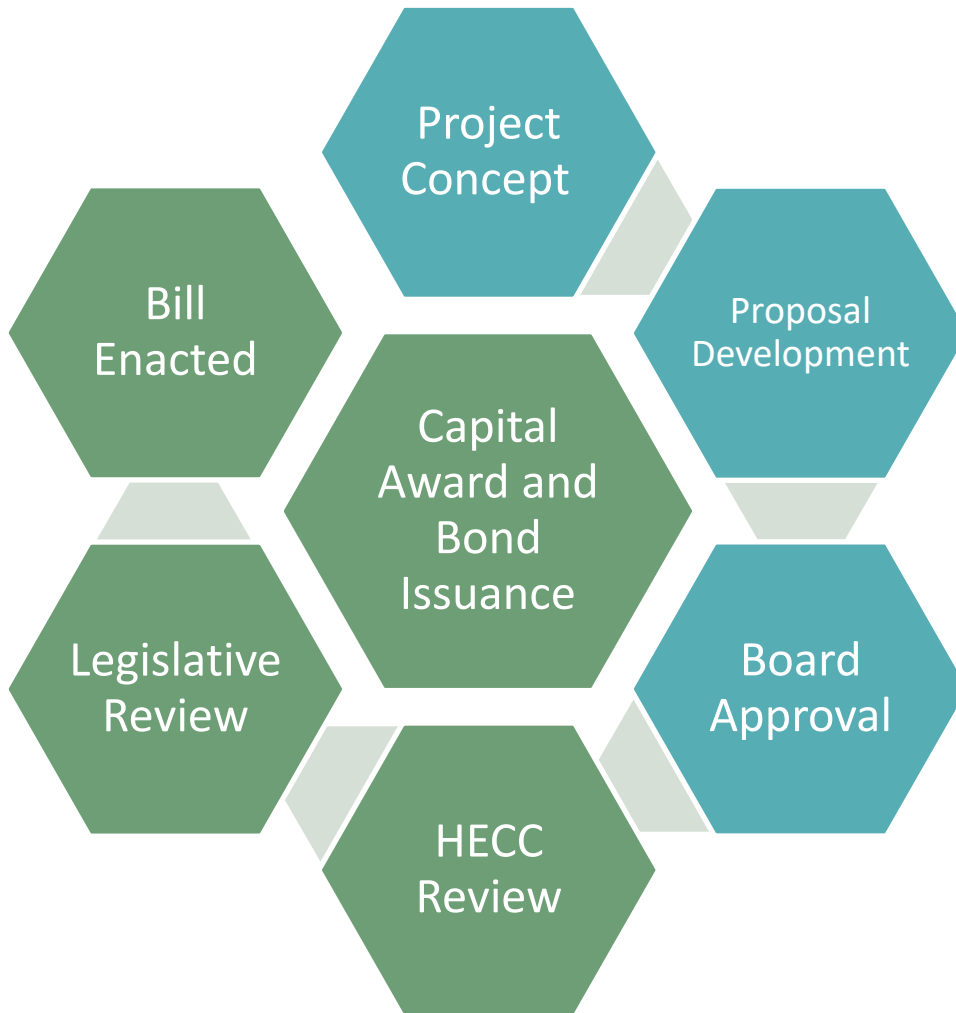 Project
Concept
Proposal
Development
Board
Approval
HECC
Review
Legislative
Review
Bill
Enacted
Capital
Award and
Bond
Issuance